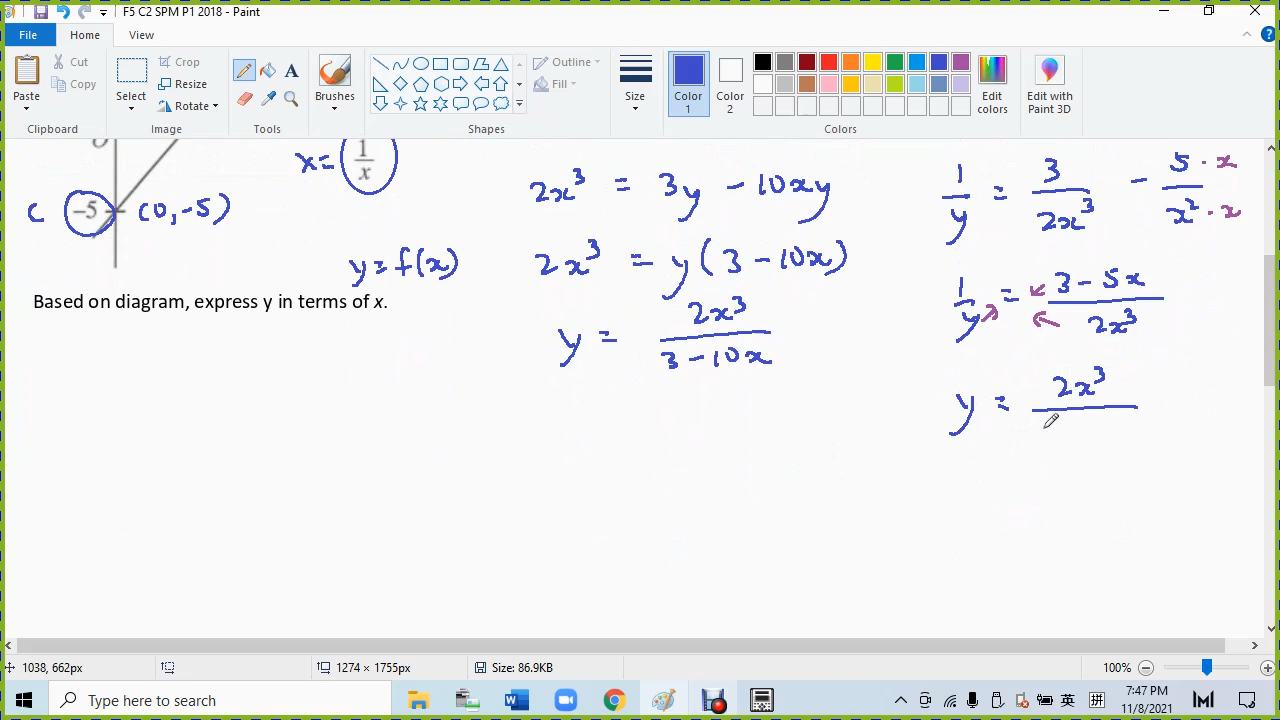 F5 C2 SPM P1 2018 - Paint
File Home View
Paste Cut Copy Clipboard
Select Crop Resize Rotate Image
A Tools
Brushes
Shapes Outline Fill
Size
Color 1 Color 2 Colors
Edit colors
Edit with Paint 3D
O
x = 1/x
C -5 (0, -5)
y = f(x)
Based on diagram, express y in terms of x.
2x³ = 3y - 10xy
2x³ = y(3 - 10x)
y = 2x³/(3 - 10x)
1/y = 3/2x³ - 5·x/x²·x
1/y = (3 - 5x)/2x³
y = 2x³
1038, 662px 1274 × 1755px Size: 86.9KB 100%
Type here to search
英 拼 7:47 PM
11/8/2021